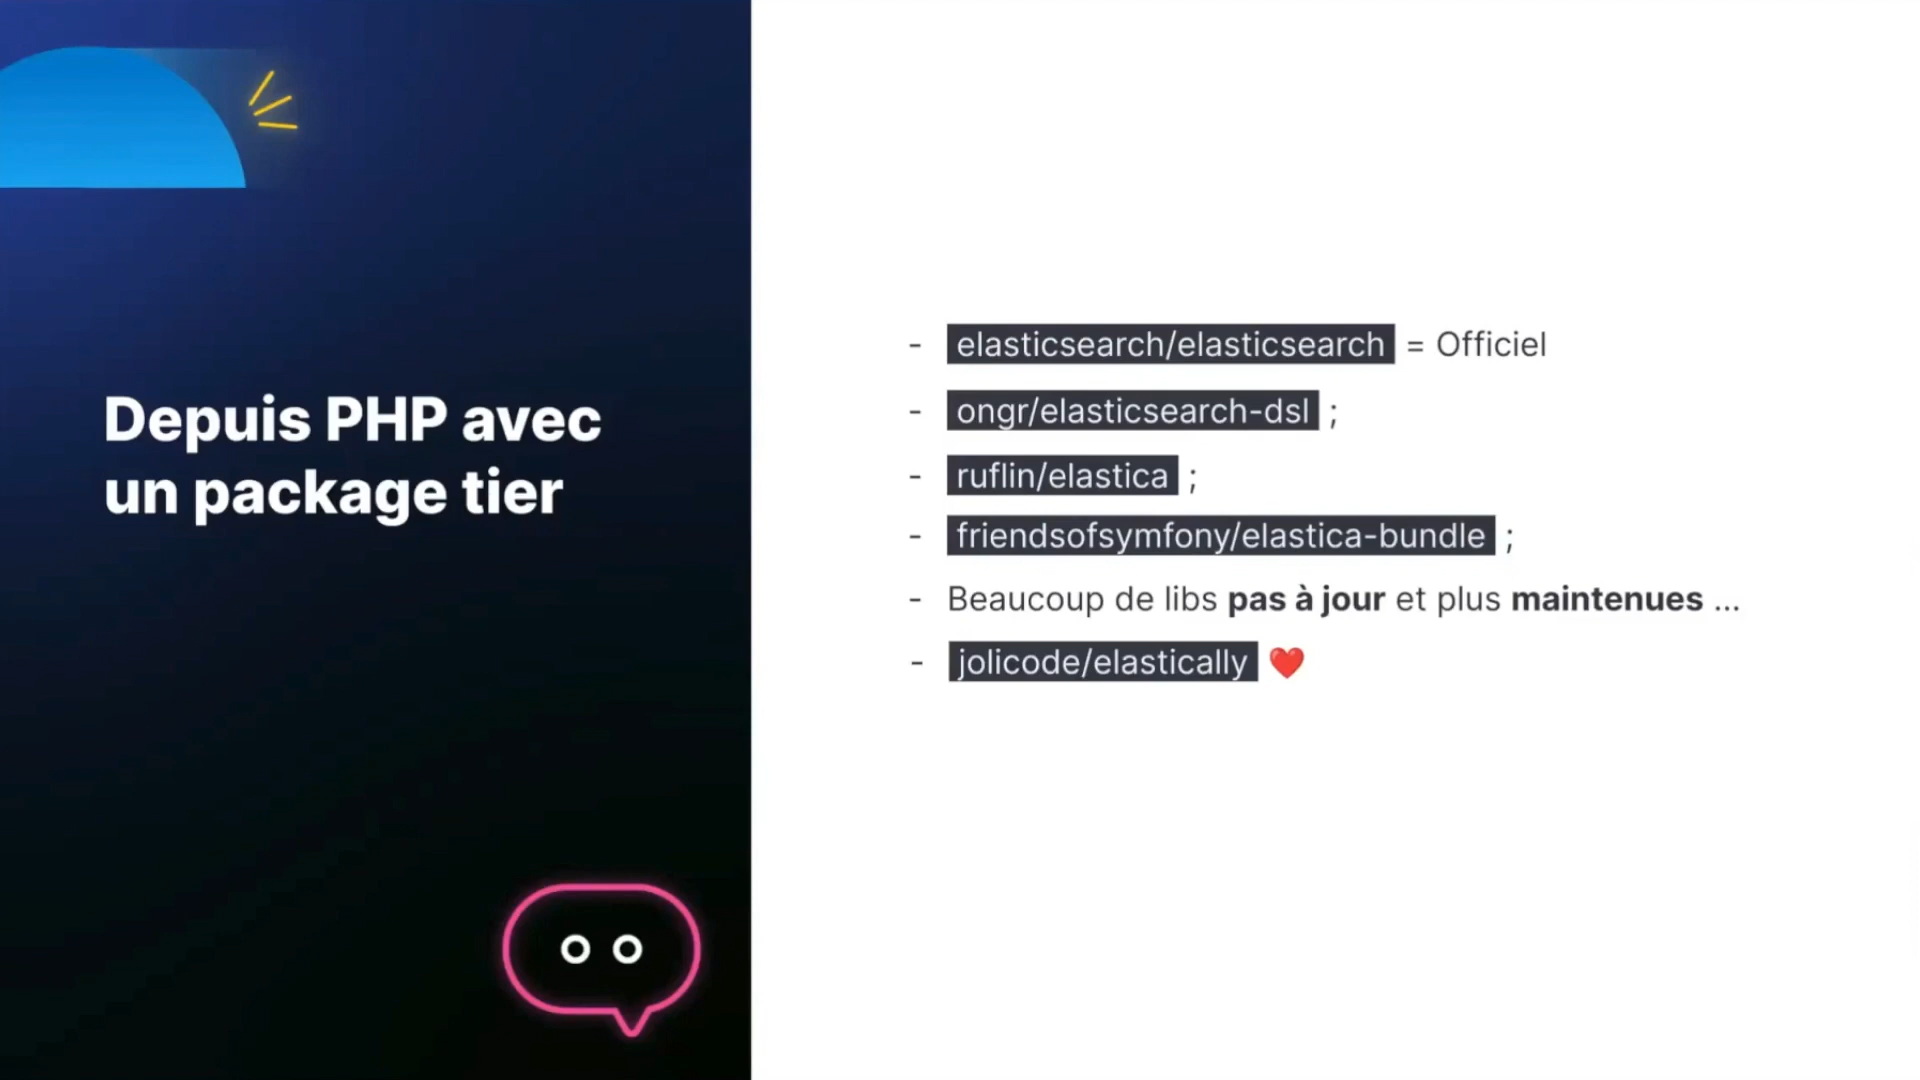 Depuis PHP avec
un package tier
- elasticsearch/elasticsearch = Officiel
- ongr/elasticsearch-dsl ;
- ruflin/elastica ;
- friendsofsymfony/elastica-bundle ;
- Beaucoup de libs pas à jour et plus maintenues ...
- jolicode/elastically ❤️